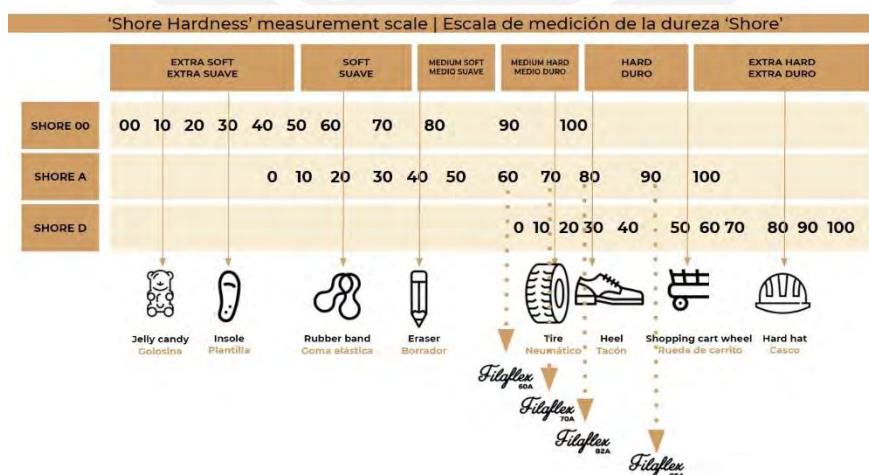 'Shore Hardness' measurement scale | Escala de medición de la dureza 'Shore'
EXTRA SOFT
EXTRA SUAVE
SOFT
SUAVE
MEDIUM SOFT
MEDIO SUAVE
MEDIUM HARD
MEDIO DURO
HARD
DURO
EXTRA HARD
EXTRA DURO
SHORE 00 00 10 20 30 40 50 60 70 80 90 100
SHORE A 0 10 20 30 40 50 60 70 80 90 100
SHORE D 0 10 20 30 40 50 60 70 80 90 100
Jelly candy
Golosina
Insole
Plantilla
Rubber band
Goma elástica
Eraser
Borrador
Tire
Neumático
Heel
Tacón
Shopping cart wheel
Rueda de carrito
Hard hat
Casco
Filaflex
60A
Filaflex
70A
Filaflex
82A
Filaflex